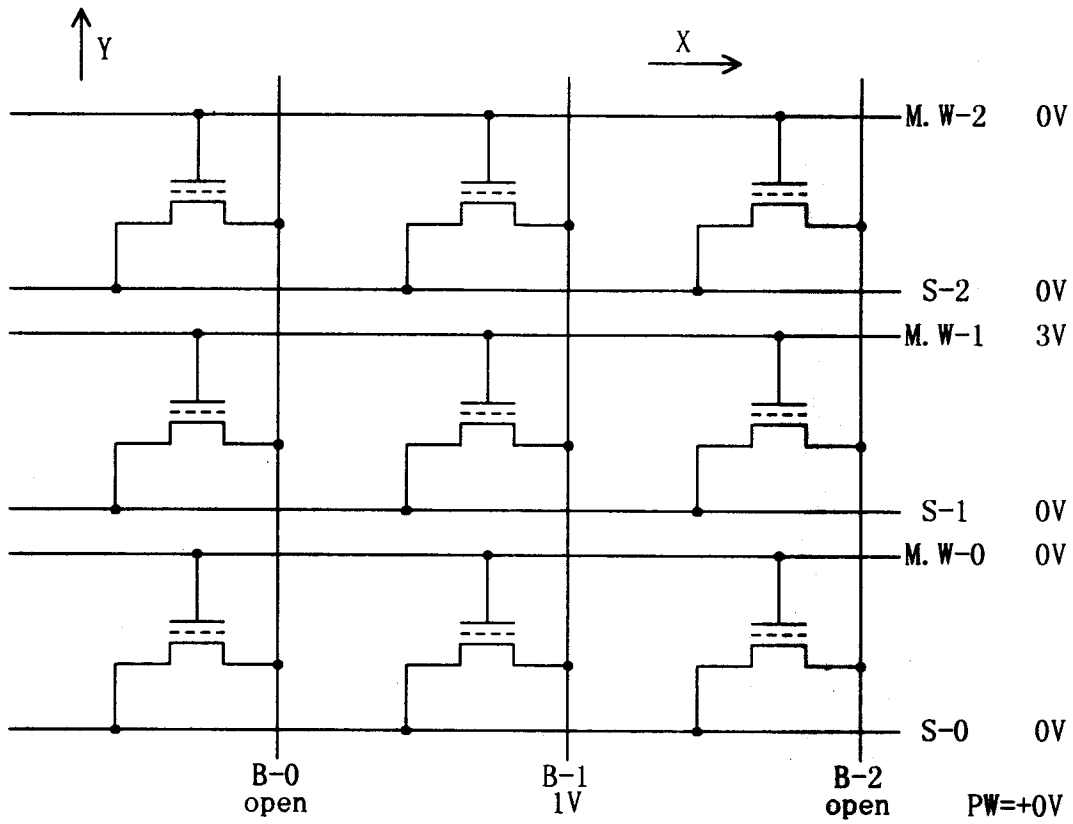 Y
X
M. W-2 0V
S-2 0V
M. W-1 3V
S-1 0V
M. W-0 0V
S-0 0V
B-0 B-1 B-2
open 1V open PW=+0V